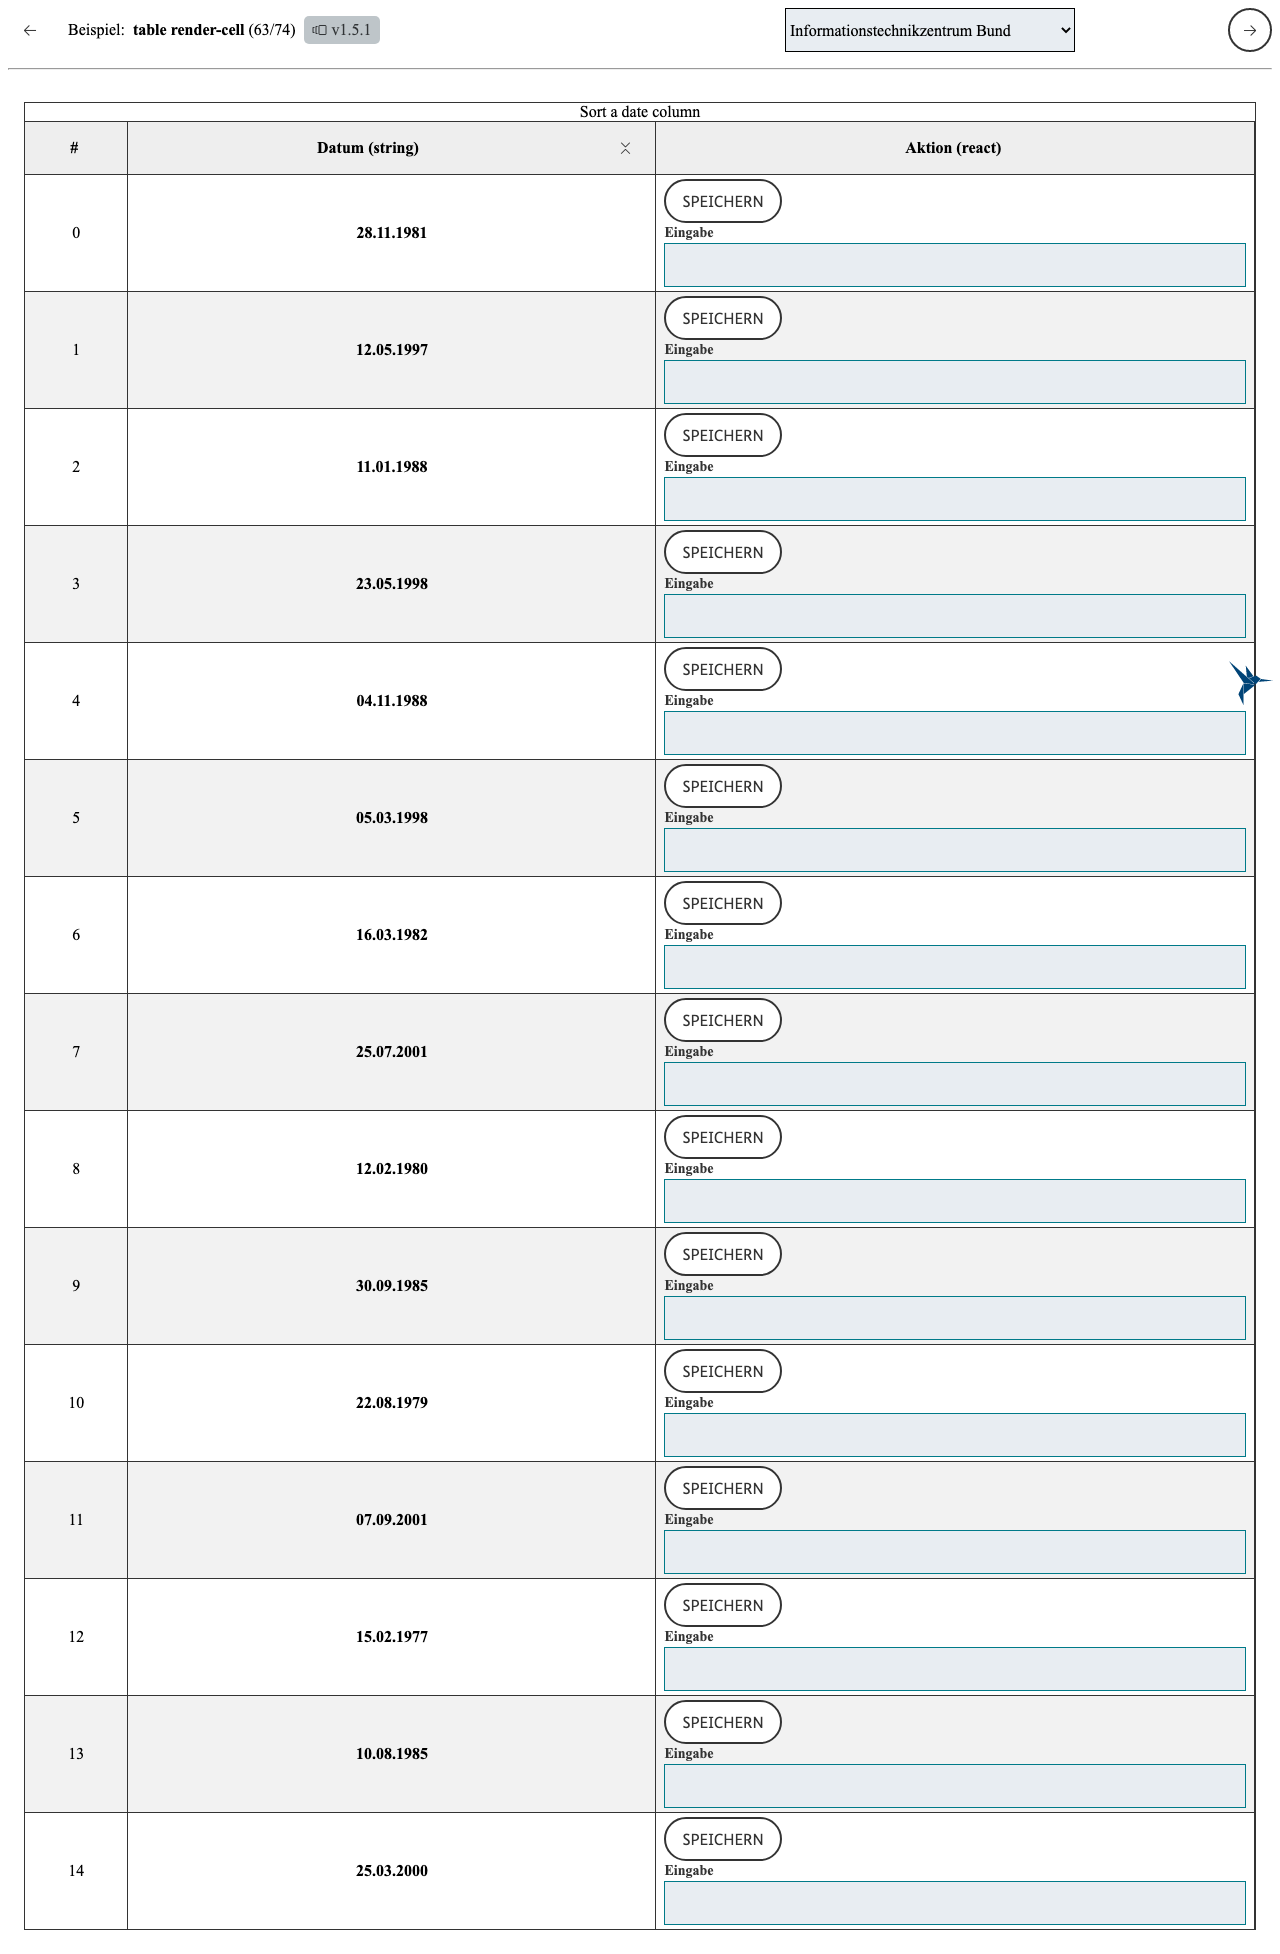 Beispiel: table render-cell (63/74) v1.5.1 Informationstechnikzentrum Bund
Sort a date column
# Datum (string) Aktion (react)
SPEICHERN
0 28.11.1981 Eingabe
SPEICHERN
1 12.05.1997 Eingabe
SPEICHERN
2 11.01.1988 Eingabe
SPEICHERN
3 23.05.1998 Eingabe
SPEICHERN
4 04.11.1988 Eingabe
SPEICHERN
5 05.03.1998 Eingabe
SPEICHERN
6 16.03.1982 Eingabe
SPEICHERN
7 25.07.2001 Eingabe
SPEICHERN
8 12.02.1980 Eingabe
SPEICHERN
9 30.09.1985 Eingabe
SPEICHERN
10 22.08.1979 Eingabe
SPEICHERN
11 07.09.2001 Eingabe
SPEICHERN
12 15.02.1977 Eingabe
SPEICHERN
13 10.08.1985 Eingabe
SPEICHERN
14 25.03.2000 Eingabe